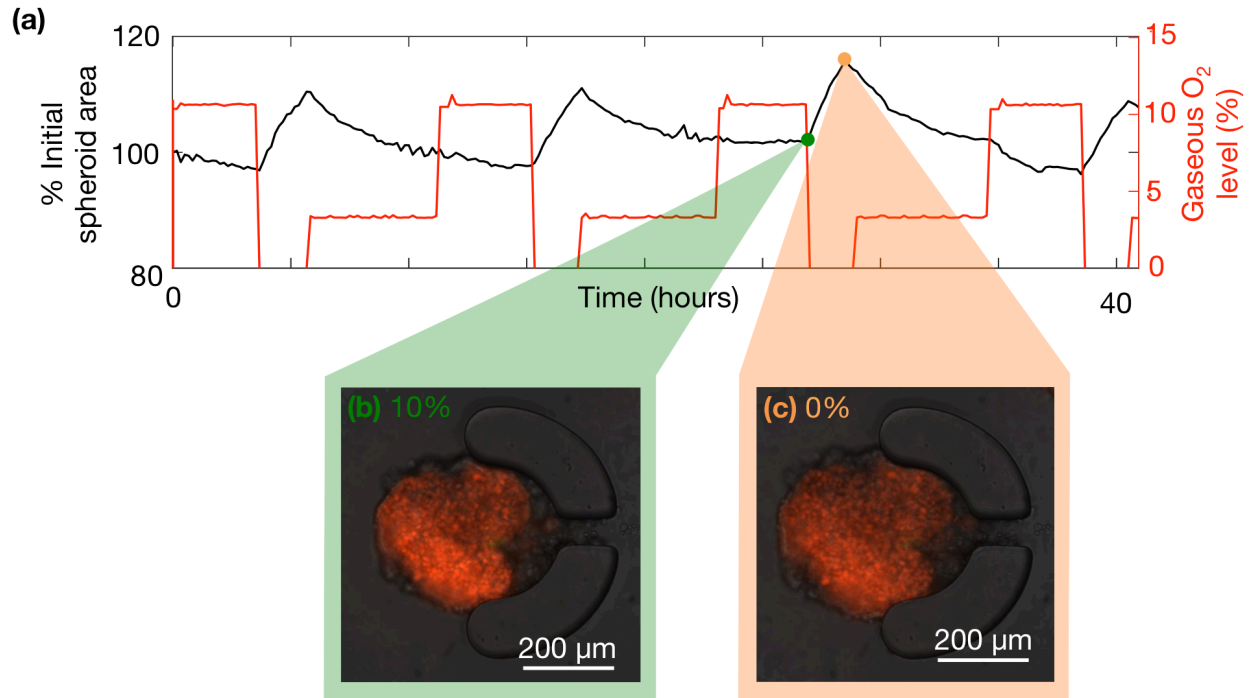 (a)
120
100
80
% Initial
spheroid area
0
Time (hours)
40
15
10
5
0
Gaseous O₂
level (%)
(b) 10%
200 μm
(c) 0%
200 μm